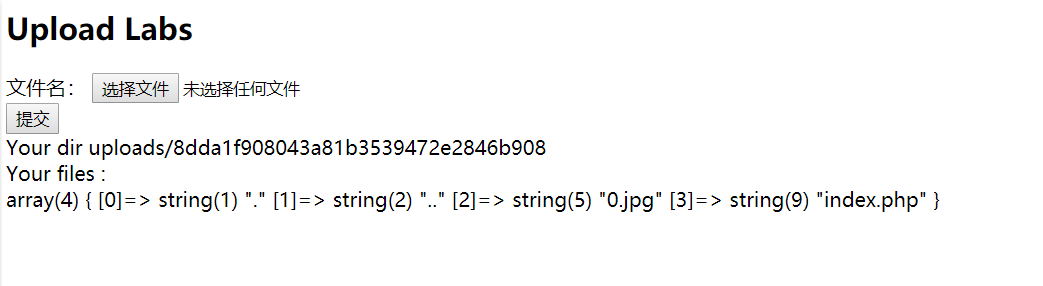 Upload Labs
文件名： 选择文件 未选择任何文件
提交
Your dir uploads/8dda1f908043a81b3539472e2846b908
Your files :
array(4) { [0]=> string(1) "." [1]=> string(2) ".." [2]=> string(5) "0.jpg" [3]=> string(9) "index.php" }